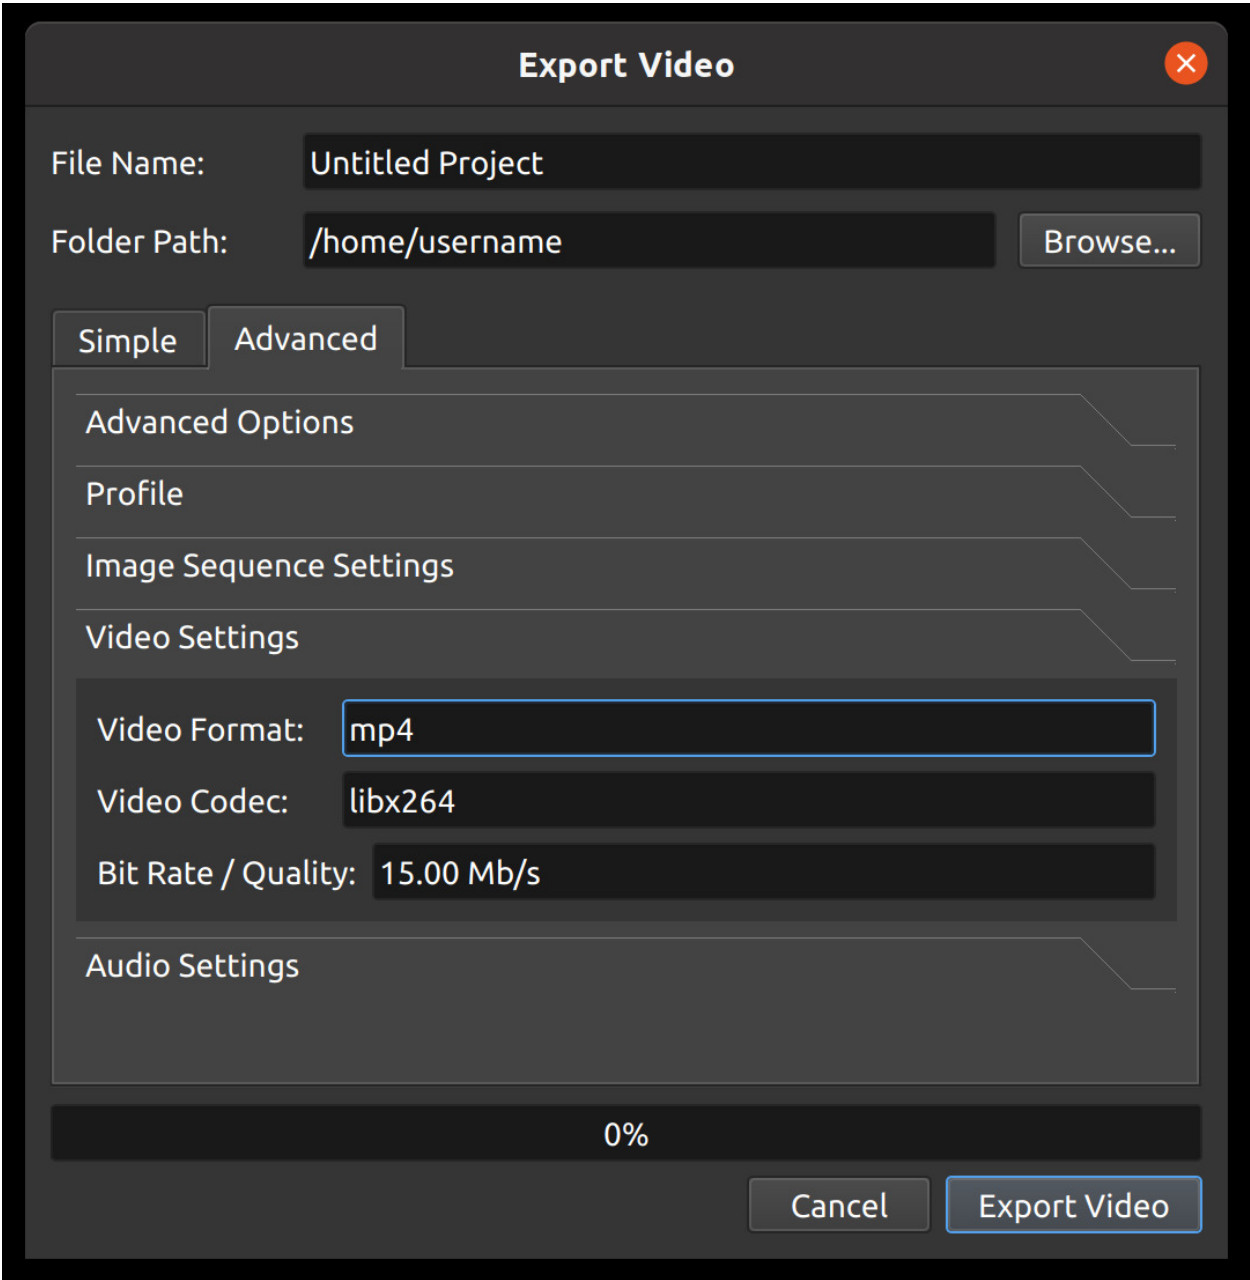 Export Video
File Name: Untitled Project
Folder Path: /home/username Browse...
Simple Advanced
Advanced Options
Profile
Image Sequence Settings
Video Settings
Video Format: mp4
Video Codec: libx264
Bit Rate / Quality: 15.00 Mb/s
Audio Settings
0%
Cancel Export Video